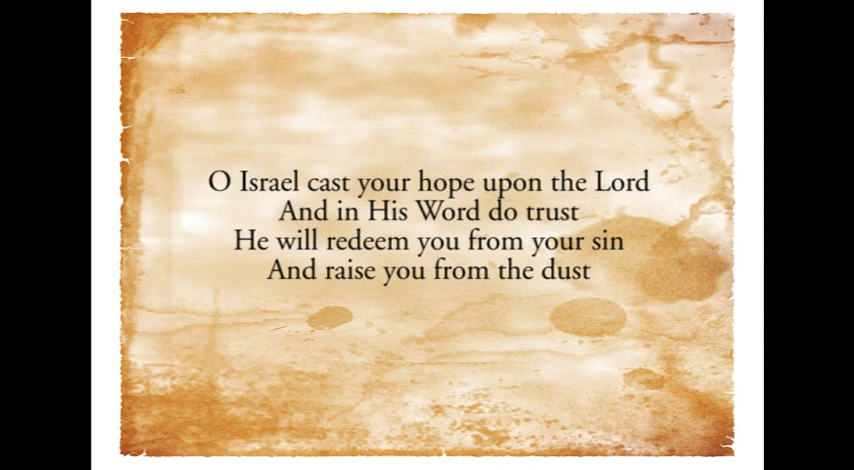 O Israel cast your hope upon the Lord
And in His Word do trust
He will redeem you from your sin
And raise you from the dust